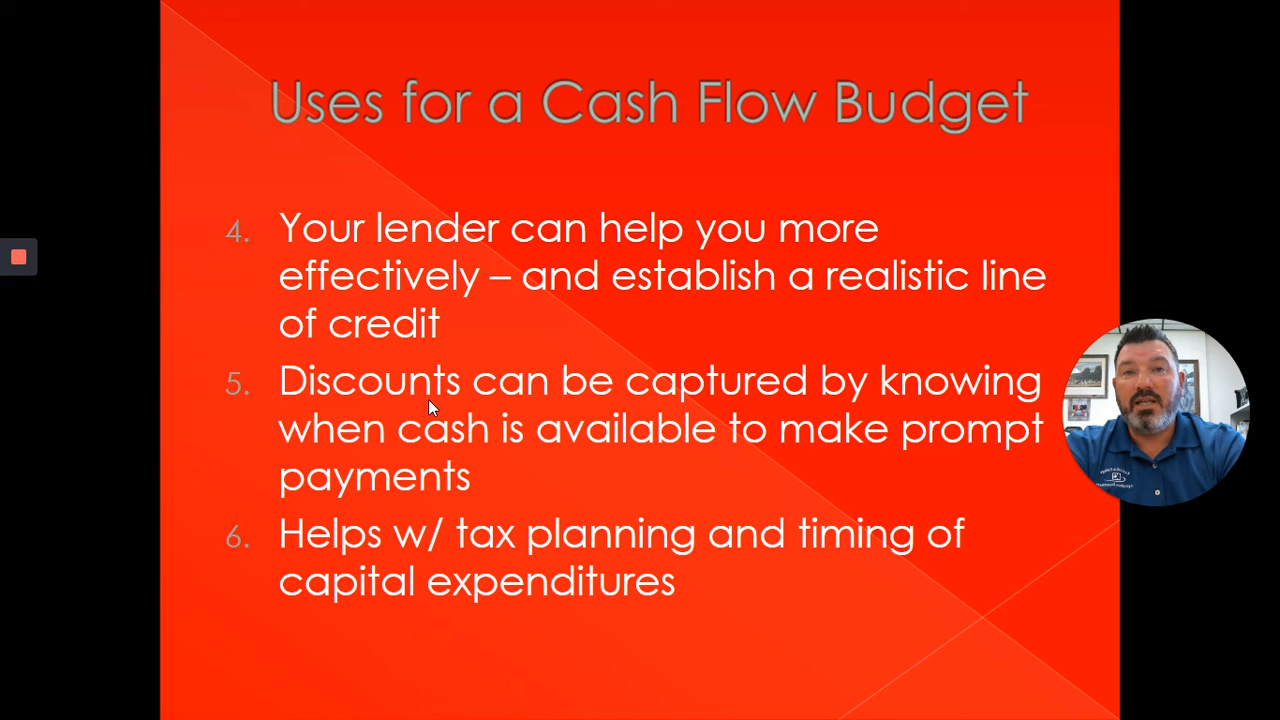 Uses for a Cash Flow Budget
4. Your lender can help you more
effectively – and establish a realistic line
of credit
5. Discounts can be captured by knowing
when cash is available to make prompt
payments
6. Helps w/ tax planning and timing of
capital expenditures